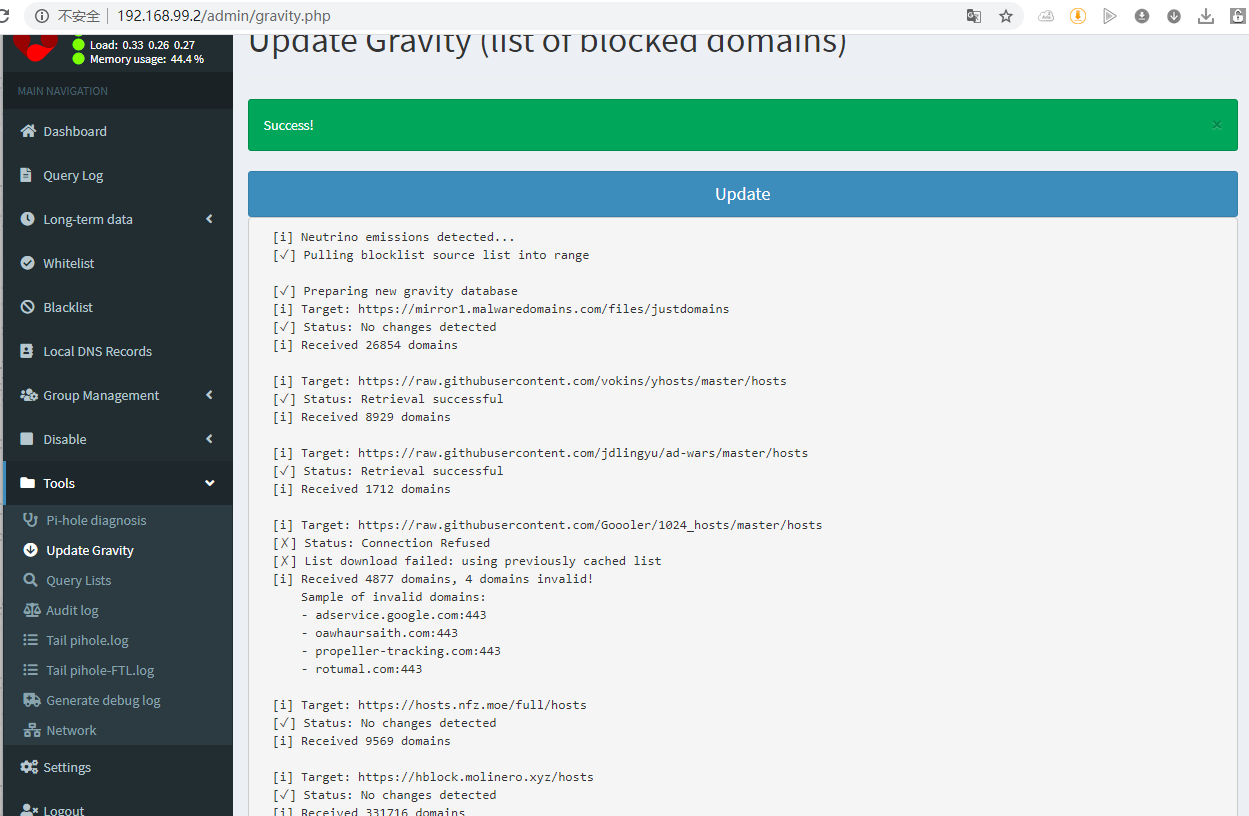 不安全 192.168.99.2/admin/gravity.php
Load: 0.33 0.26 0.27
Memory usage: 44.4 %
MAIN NAVIGATION
Dashboard
Query Log
Long-term data
Whitelist
Blacklist
Local DNS Records
Group Management
Disable
Tools
Pi-hole diagnosis
Update Gravity
Query Lists
Audit log
Tail pihole.log
Tail pihole-FTL.log
Generate debug log
Network
Settings
Logout
Update Gravity (list of blocked domains)
Success!
×
Update
[i] Neutrino emissions detected...
[✓] Pulling blocklist source list into range
[✓] Preparing new gravity database
[i] Target: https://mirror1.malwaredomains.com/files/justdomains
[✓] Status: No changes detected
[i] Received 26854 domains
[i] Target: https://raw.githubusercontent.com/vokins/yhosts/master/hosts
[✓] Status: Retrieval successful
[i] Received 8929 domains
[i] Target: https://raw.githubusercontent.com/jdlingyu/ad-wars/master/hosts
[✓] Status: Retrieval successful
[i] Received 1712 domains
[i] Target: https://raw.githubusercontent.com/Goooler/1024_hosts/master/hosts
[✗] Status: Connection Refused
[✗] List download failed: using previously cached list
[i] Received 4877 domains, 4 domains invalid!
Sample of invalid domains:
- adservice.google.com:443
- oawhaursaith.com:443
- propeller-tracking.com:443
- rotumal.com:443
[i] Target: https://hosts.nfz.moe/full/hosts
[✓] Status: No changes detected
[i] Received 9569 domains
[i] Target: https://hblock.molinero.xyz/hosts
[✓] Status: No changes detected
[i] Received 331716 domains